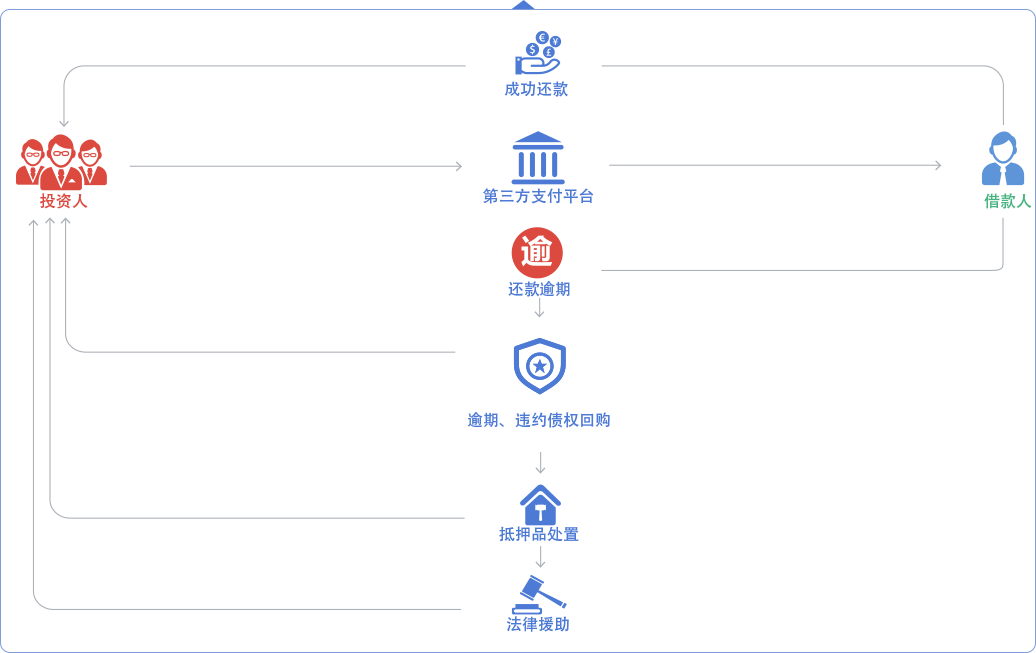 成功还款
第三方支付平台
投资人
借款人
逾
还款逾期
逾期、违约债权回购
抵押品处置
法律援助